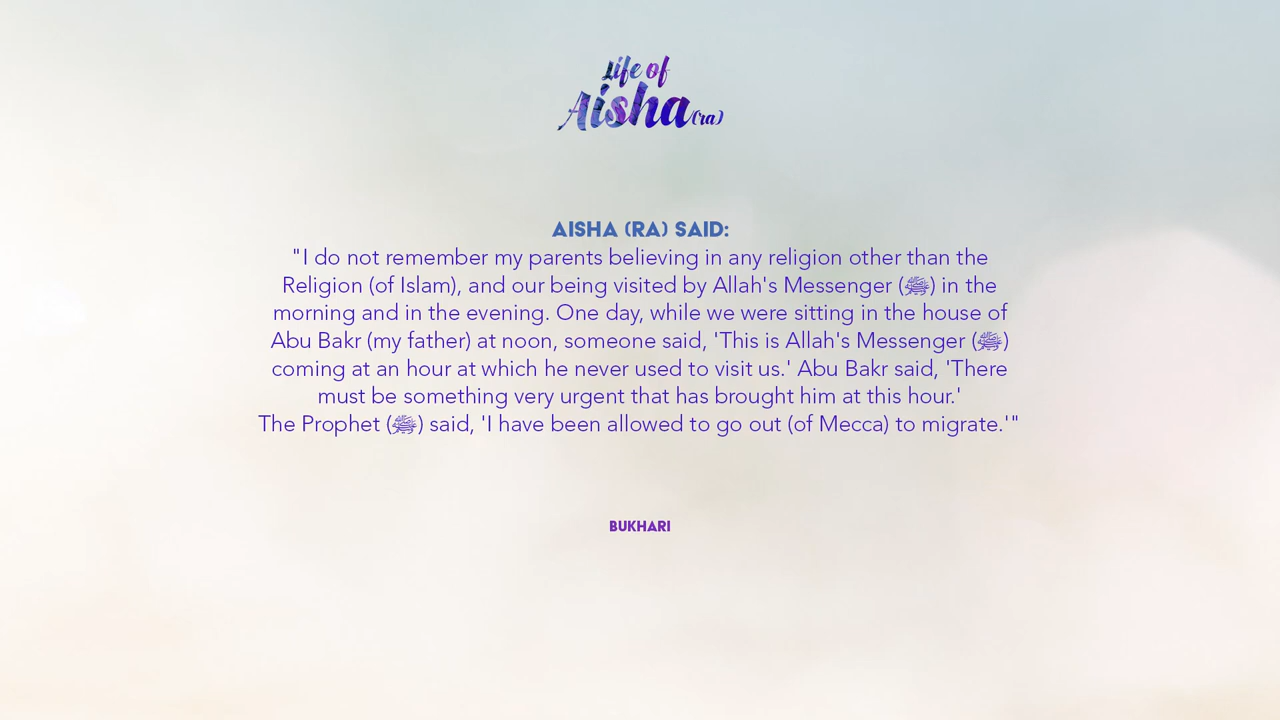 Life of
Aisha (ra)
AISHA (RA) SAID:
"I do not remember my parents believing in any religion other than the
Religion (of Islam), and our being visited by Allah's Messenger (ﷺ) in the
morning and in the evening. One day, while we were sitting in the house of
Abu Bakr (my father) at noon, someone said, 'This is Allah's Messenger (ﷺ)
coming at an hour at which he never used to visit us.' Abu Bakr said, 'There
must be something very urgent that has brought him at this hour.'
The Prophet (ﷺ) said, 'I have been allowed to go out (of Mecca) to migrate.'"
BUKHARI